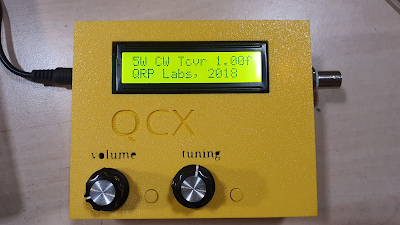 5W CW Tcvr 1.00f
QRP Labs, 2018
QCX
volume tuning